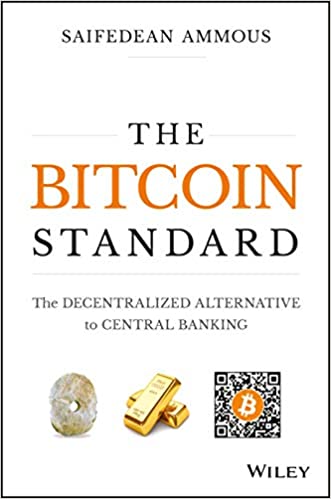 SAIFEDEAN AMMOUS
THE
BITCOIN
STANDARD
The DECENTRALIZED ALTERNATIVE
to CENTRAL BANKING
WILEY